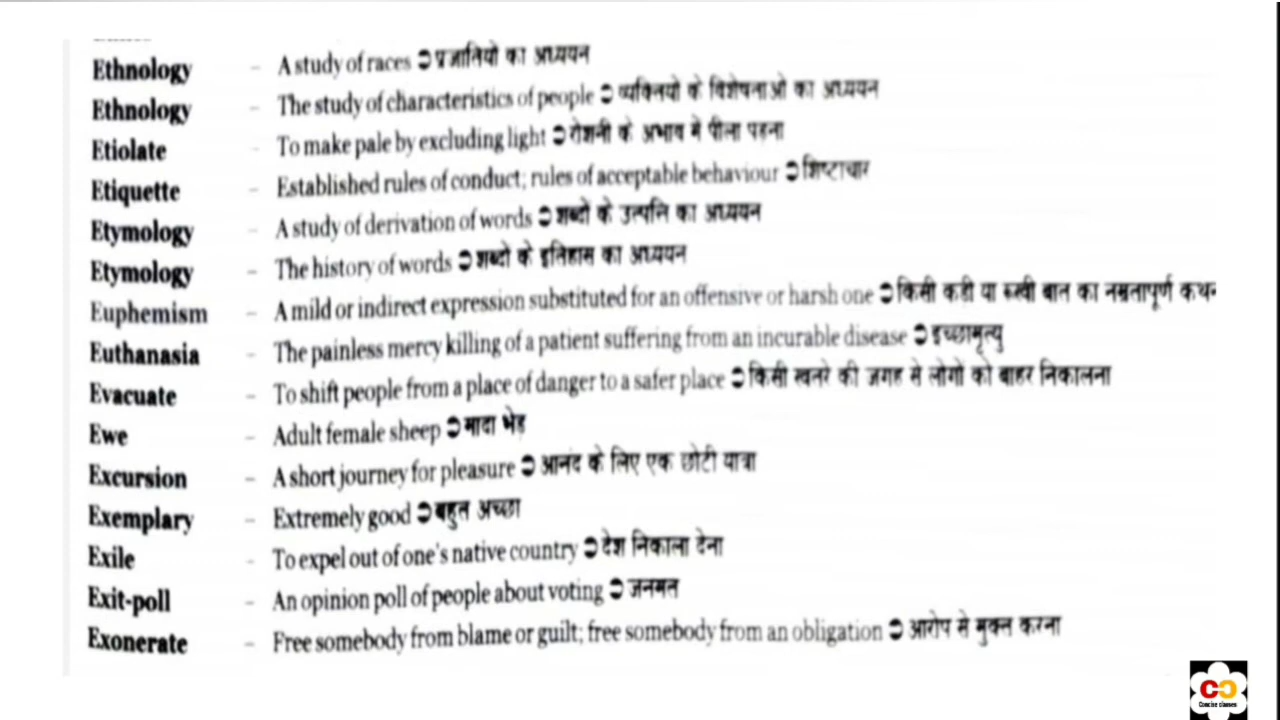 Ethnology - A study of races ➲ प्रजातियों का अध्ययन
Ethnology - The study of characteristics of people ➲ व्यक्तियों के विशेषताओं का अध्ययन
Etiolate - To make pale by excluding light ➲ रोशनी के अभाव में पीला पड़ना
Etiquette - Established rules of conduct; rules of acceptable behaviour ➲ शिष्टाचार
Etymology - A study of derivation of words ➲ शब्दों के उत्पत्ति का अध्ययन
Etymology - The history of words ➲ शब्दों के इतिहास का अध्ययन
Euphemism - A mild or indirect expression substituted for an offensive or harsh one ➲ किसी कड़ी या रूखी बात का नम्रतापूर्ण कथन
Euthanasia - The painless mercy killing of a patient suffering from an incurable disease ➲ इच्छामृत्यु
Evacuate - To shift people from a place of danger to a safer place ➲ किसी खतरे की जगह से लोगों को बाहर निकालना
Ewe - Adult female sheep ➲ मादा भेड़
Excursion - A short journey for pleasure ➲ आनंद के लिए एक छोटी यात्रा
Exemplary - Extremely good ➲ बहुत अच्छा
Exile - To expel out of one's native country ➲ देश निकाला देना
Exit-poll - An opinion poll of people about voting ➲ जनमत
Exonerate - Free somebody from blame or guilt; free somebody from an obligation ➲ आरोप से मुक्त करना
Concise classes